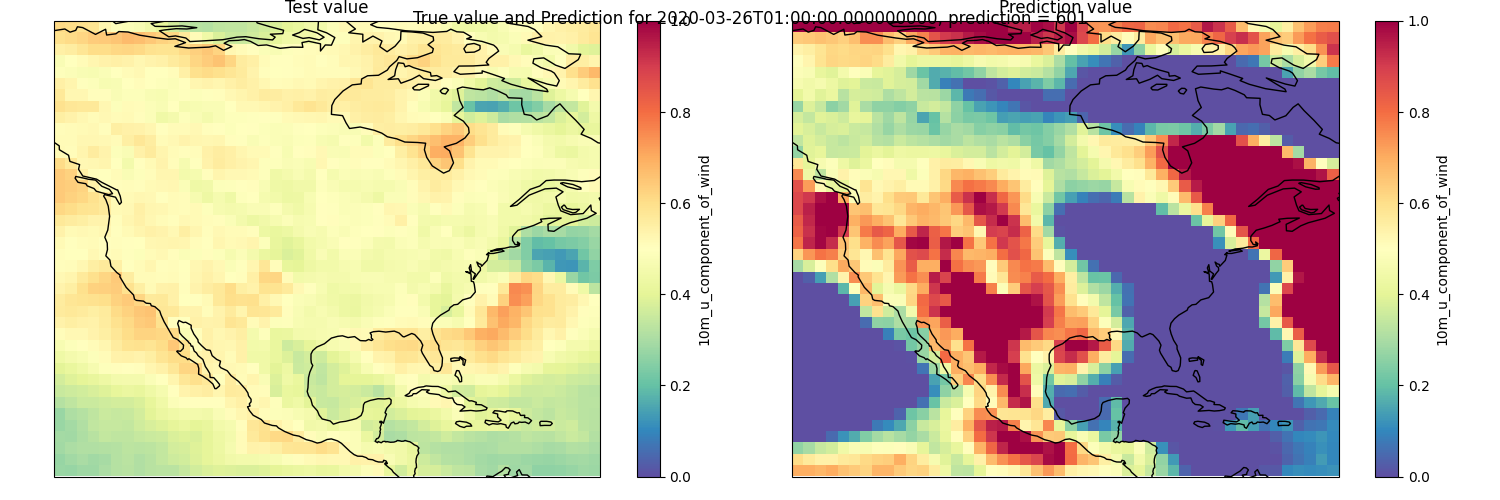 Test value
True value and Prediction for 2020-03-26T01:00:00.000000000, prediction = 60h
Prediction value
1.0
0.8
0.6
0.4
0.2
0.0
10m_u_component_of_wind
1.0
0.8
0.6
0.4
0.2
0.0
10m_u_component_of_wind